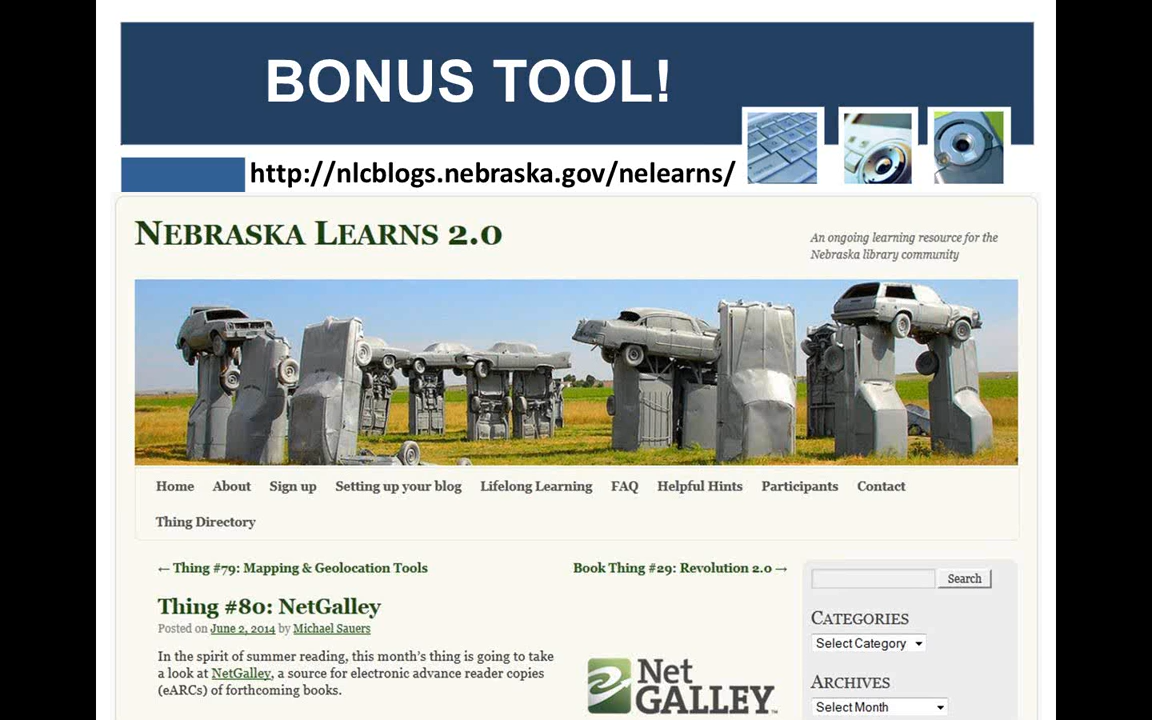 BONUS TOOL!
http://nlcblogs.nebraska.gov/nelearns/
NEBRASKA LEARNS 2.0
An ongoing learning resource for the
Nebraska library community
Home About Sign up Setting up your blog Lifelong Learning FAQ Helpful Hints Participants Contact
Thing Directory
← Thing #79: Mapping & Geolocation Tools
Book Thing #29: Revolution 2.0 →
Thing #80: NetGalley
Posted on June 2, 2014 by Michael Sauers
In the spirit of summer reading, this month's thing is going to take
a look at NetGalley, a source for electronic advance reader copies
(eARCs) of forthcoming books.
Net
GALLEY™
Search
CATEGORIES
Select Category
ARCHIVES
Select Month